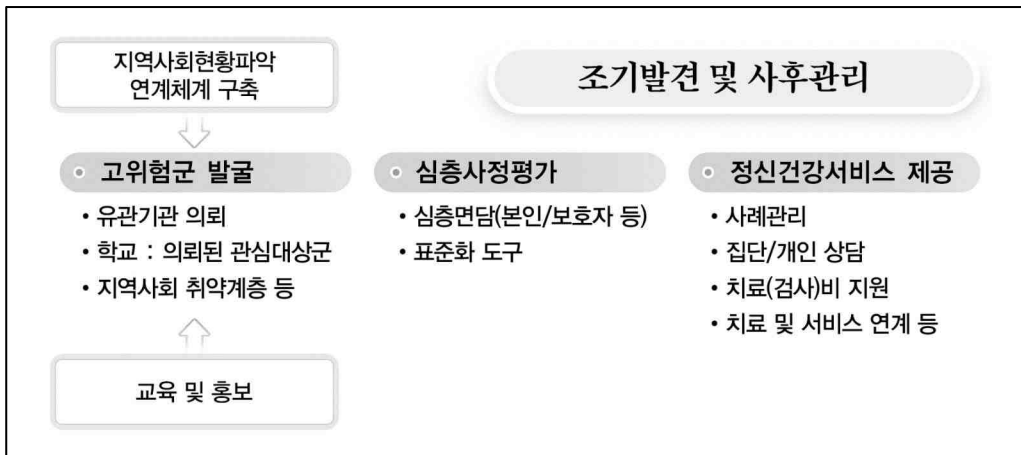 지역사회현황파악
연계체계 구축
조기발견 및 사후관리
고위험군 발굴
• 유관기관 의뢰
• 학교 : 의뢰된 관심대상군
• 지역사회 취약계층 등
심층사정평가
• 심층면담(본인/보호자 등)
• 표준화 도구
정신건강서비스 제공
• 사례관리
• 집단/개인 상담
• 치료(검사)비 지원
• 치료 및 서비스 연계 등
교육 및 홍보